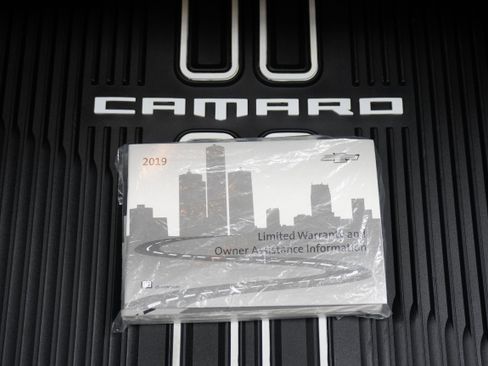 CAMARO
2019
Limited Warranty and
Owner Assistance Information